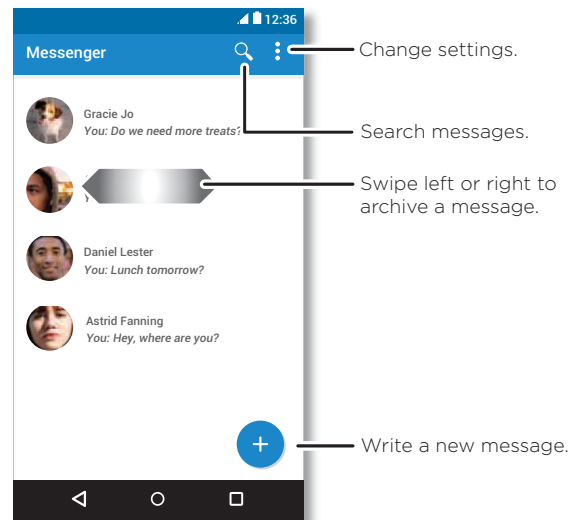 12:36
Messenger
Change settings.
Gracie Jo
You: Do we need more treats?
Search messages.
Swipe left or right to
archive a message.
Daniel Lester
You: Lunch tomorrow?
Astrid Fanning
You: Hey, where are you?
Write a new message.